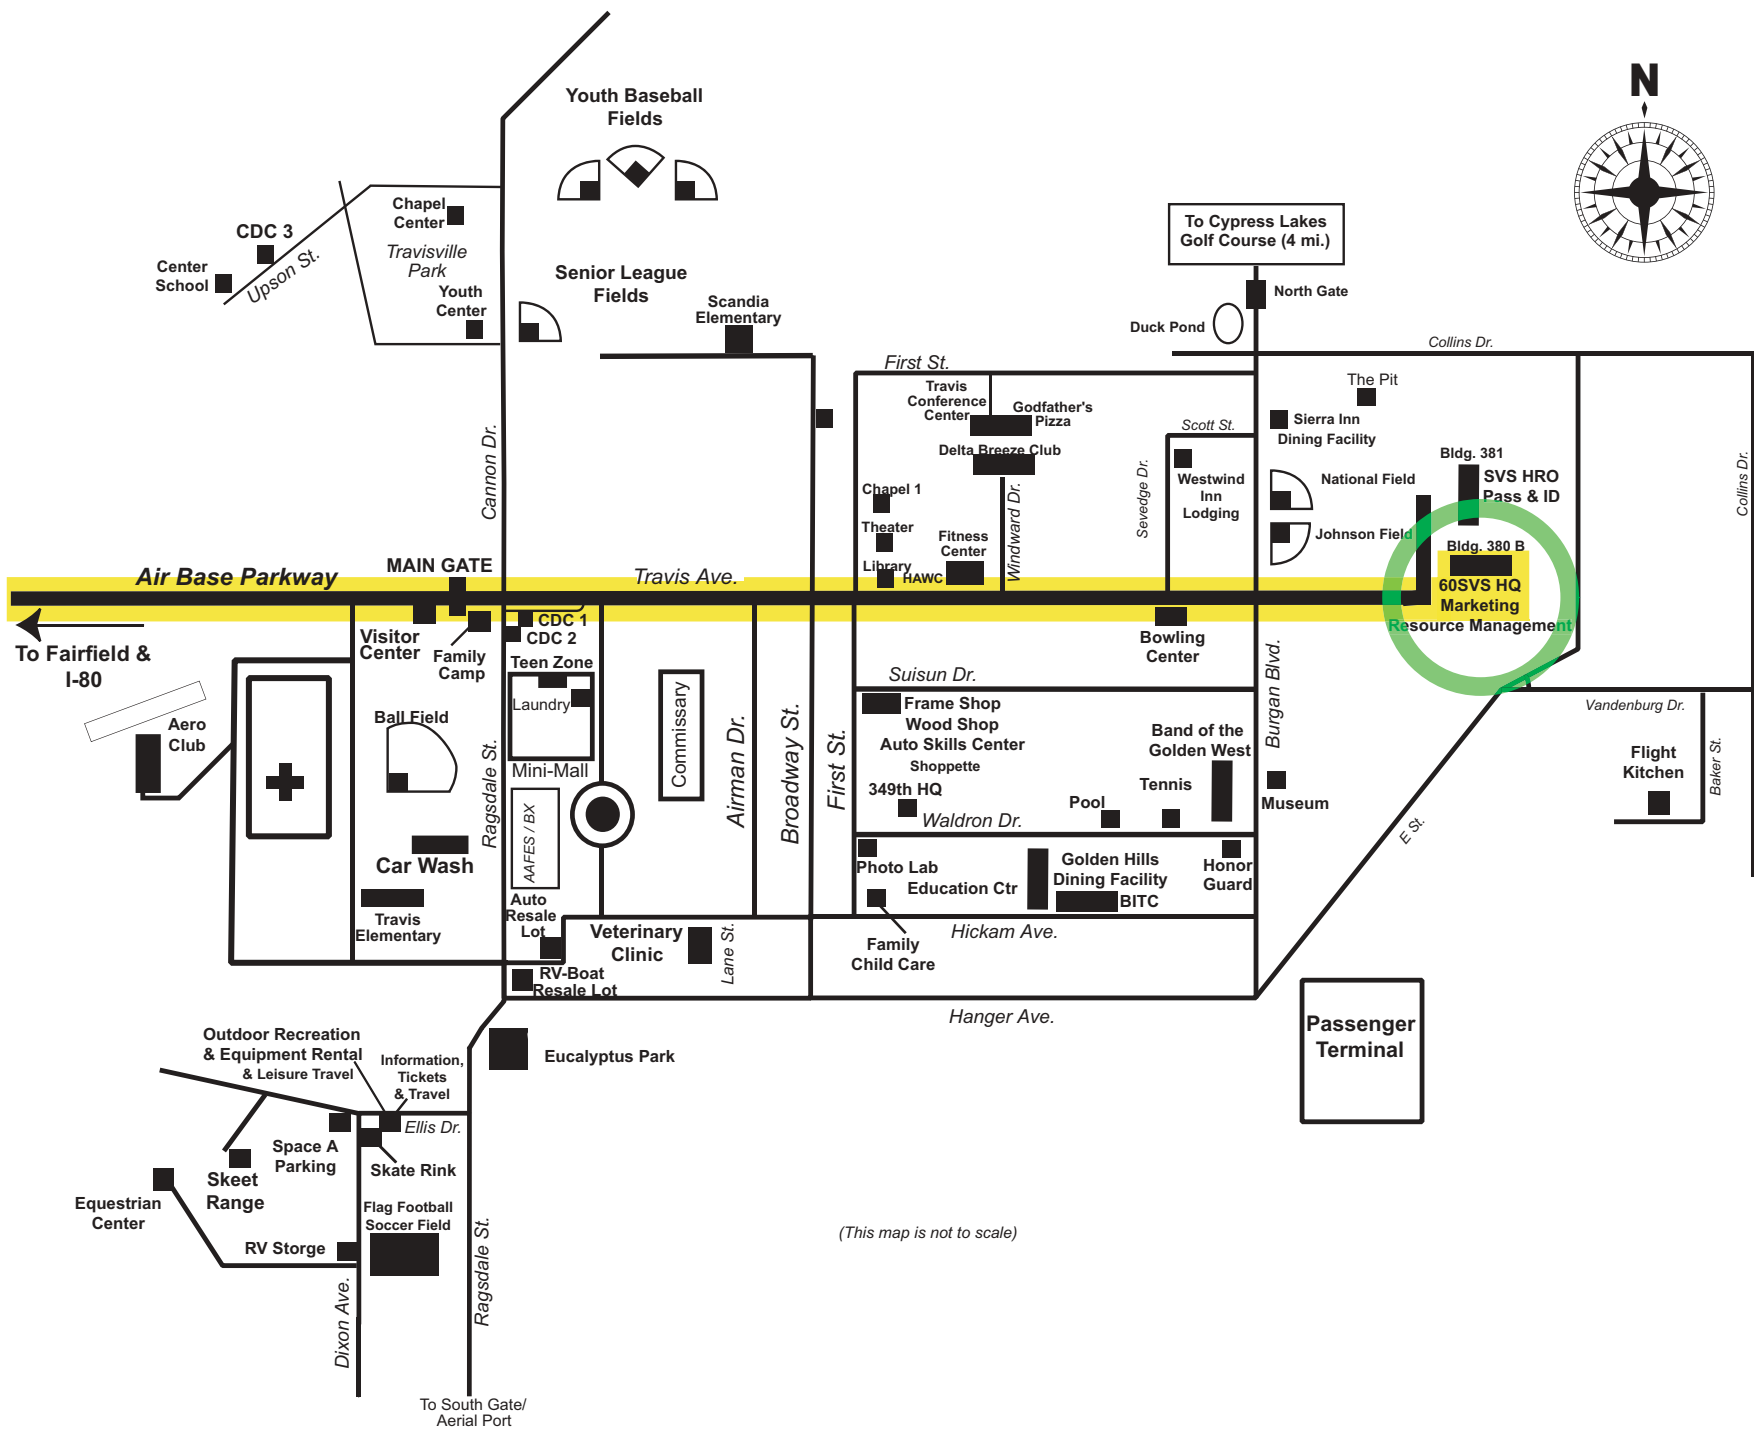 Youth Baseball
Fields
N
Chapel
Center
CDC 3
Travisville
Park
Center
School
Upson St.
Youth
Center
Senior League
Fields
Scandia
Elementary
To Cypress Lakes
Golf Course (4 mi.)
North Gate
Duck Pond
Collins Dr.
First St.
The Pit
Travis
Conference
Center
Godfather's
Pizza
Sierra Inn
Dining Facility
Scott St.
Cannon Dr.
Delta Breeze Club
Bldg. 381
SVS HRO
Pass & ID
Collins Dr.
Sevedge Dr.
Westwind
Inn
Lodging
National Field
Chapel 1
Theater
Windward Dr.
Fitness
Center
Johnson Field
Bldg. 380 B
Library
HAWC
MAIN GATE
Air Base Parkway
Travis Ave.
60SVS HQ
Marketing
Resource Management
To Fairfield &
I-80
Visitor
Center
Family
Camp
CDC 1
CDC 2
Teen Zone
Laundry
Mini-Mall
Bowling
Center
Suisun Dr.
Burgan Blvd.
Aero
Club
Ball Field
Ragsdale St.
Commissary
Airman Dr.
Broadway St.
First St.
Frame Shop
Wood Shop
Auto Skills Center
Shoppette
349th HQ
Band of the
Golden West
Vandenburg Dr.
Flight
Kitchen
Baker St.
Tennis
Pool
Museum
Waldron Dr.
E St.
AAFES / BX
Car Wash
Photo Lab
Education Ctr
Golden Hills
Dining Facility
BITC
Honor
Guard
Travis
Elementary
Auto
Resale
Lot
Veterinary
Clinic
Lane St.
Family
Child Care
Hickam Ave.
RV-Boat
Resale Lot
Hanger Ave.
Passenger
Terminal
Outdoor Recreation
& Equipment Rental
& Leisure Travel
Information,
Tickets
& Travel
Eucalyptus Park
Ellis Dr.
Space A
Parking
Skate Rink
Skeet
Range
Equestrian
Center
Flag Football
Soccer Field
RV Storge
Ragsdale St.
Dixon Ave.
(This map is not to scale)
To South Gate/
Aerial Port